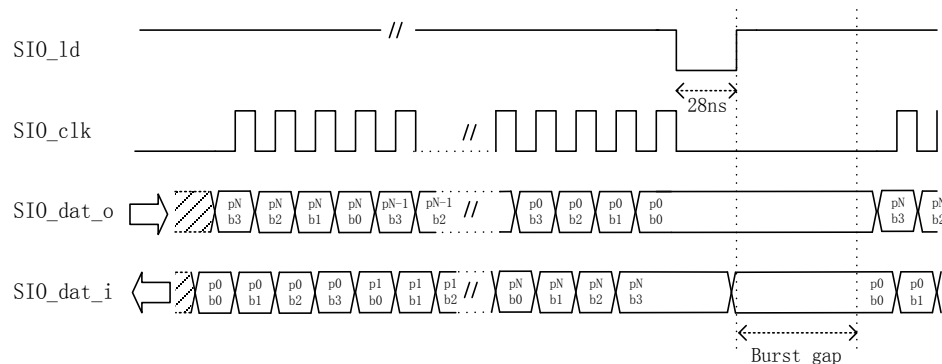 SIO_ld
//
28ns
SIO_clk
//
SIO_dat_o
pN b3 pN b2 pN b1 pN b0 pN-1 b3 pN-1 b2 // p0 b3 p0 b2 p0 b1 p0 b0 pN b3 pN b2
SIO_dat_i
p0 b0 p0 b1 p0 b2 p0 b3 p1 b0 p1 b1 p1 b2 // pN b0 pN b1 pN b2 pN b3 p0 b0 p0 b1
Burst gap